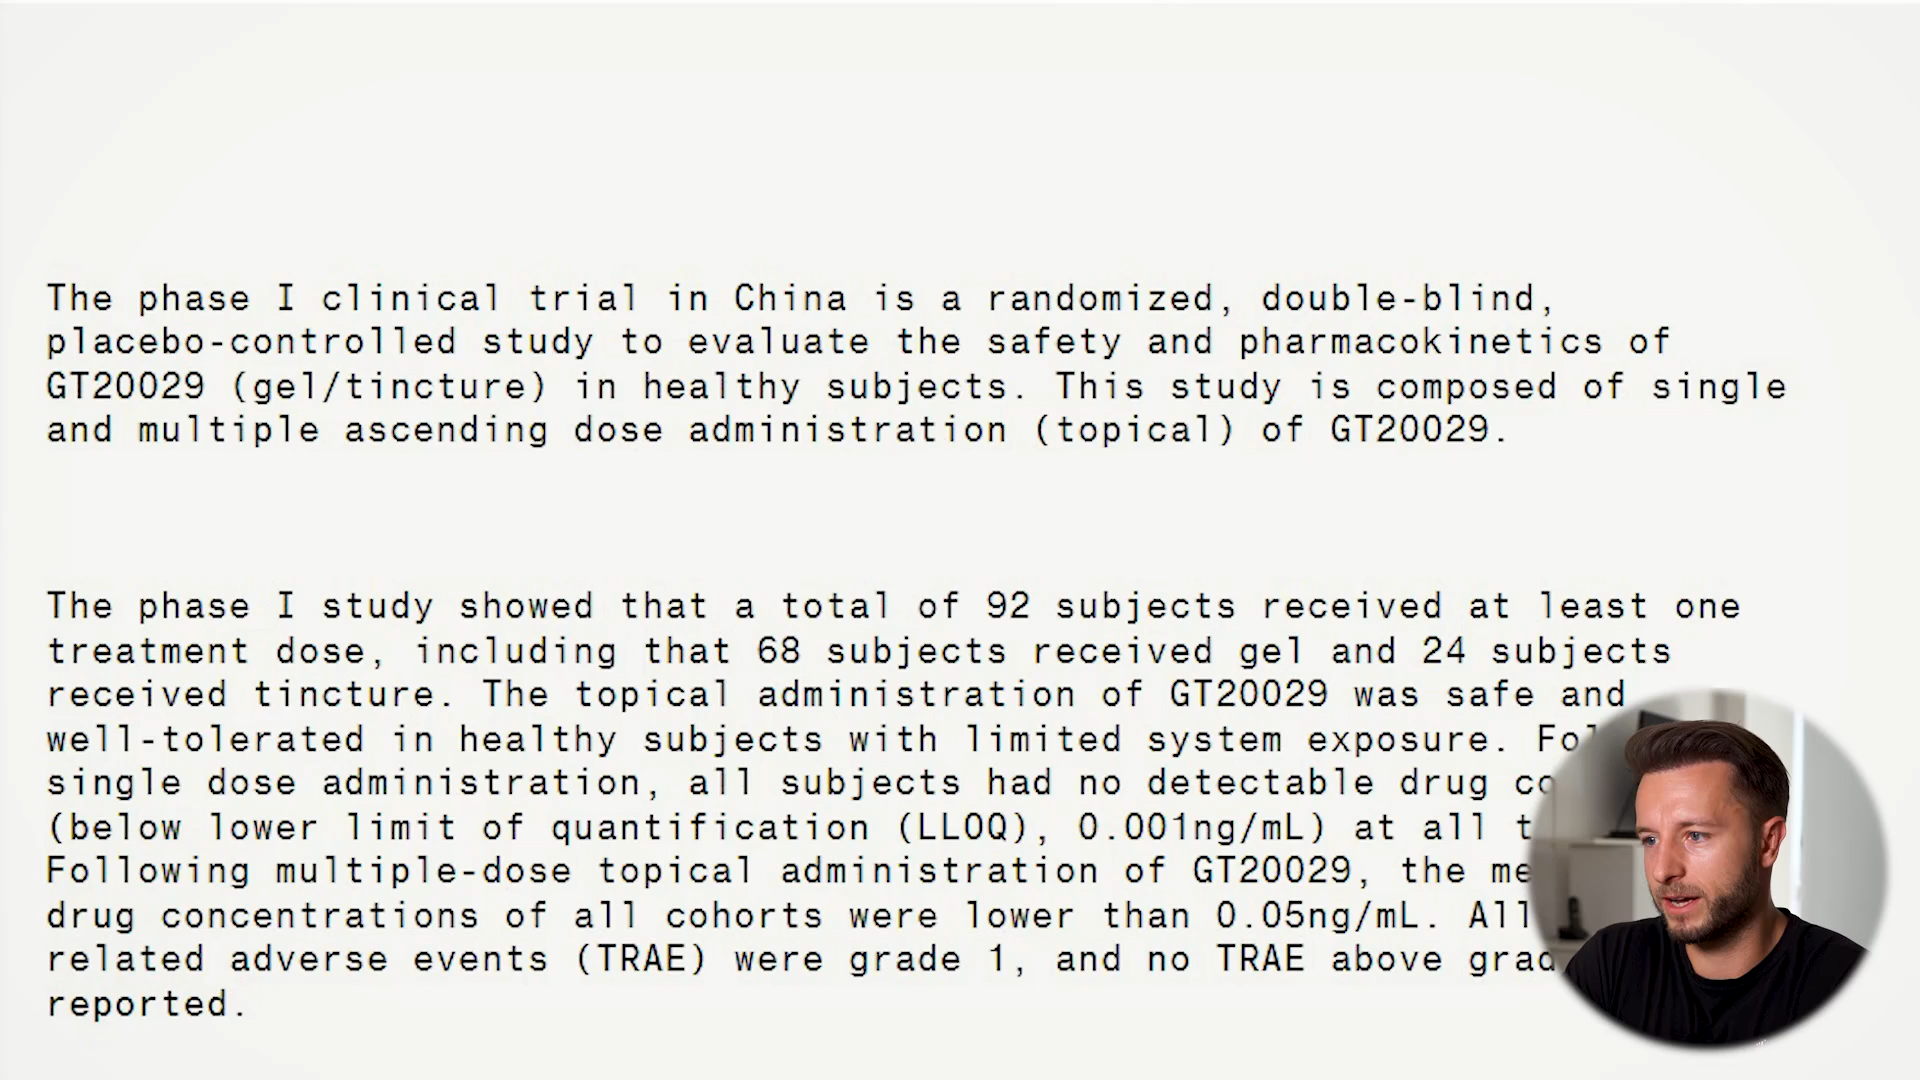 The phase I clinical trial in China is a randomized, double-blind,
placebo-controlled study to evaluate the safety and pharmacokinetics of
GT20029 (gel/tincture) in healthy subjects. This study is composed of single
and multiple ascending dose administration (topical) of GT20029.
The phase I study showed that a total of 92 subjects received at least one
treatment dose, including that 68 subjects received gel and 24 subjects
received tincture. The topical administration of GT20029 was safe and
well-tolerated in healthy subjects with limited system exposure.
single dose administration, all subjects had no detectable drug
(below lower limit of quantification (LLOQ), 0.001ng/mL) at all
Following multiple-dose topical administration of GT20029, the
drug concentrations of all cohorts were lower than 0.05ng/mL. All
related adverse events (TRAE) were grade 1, and no TRAE above
reported.